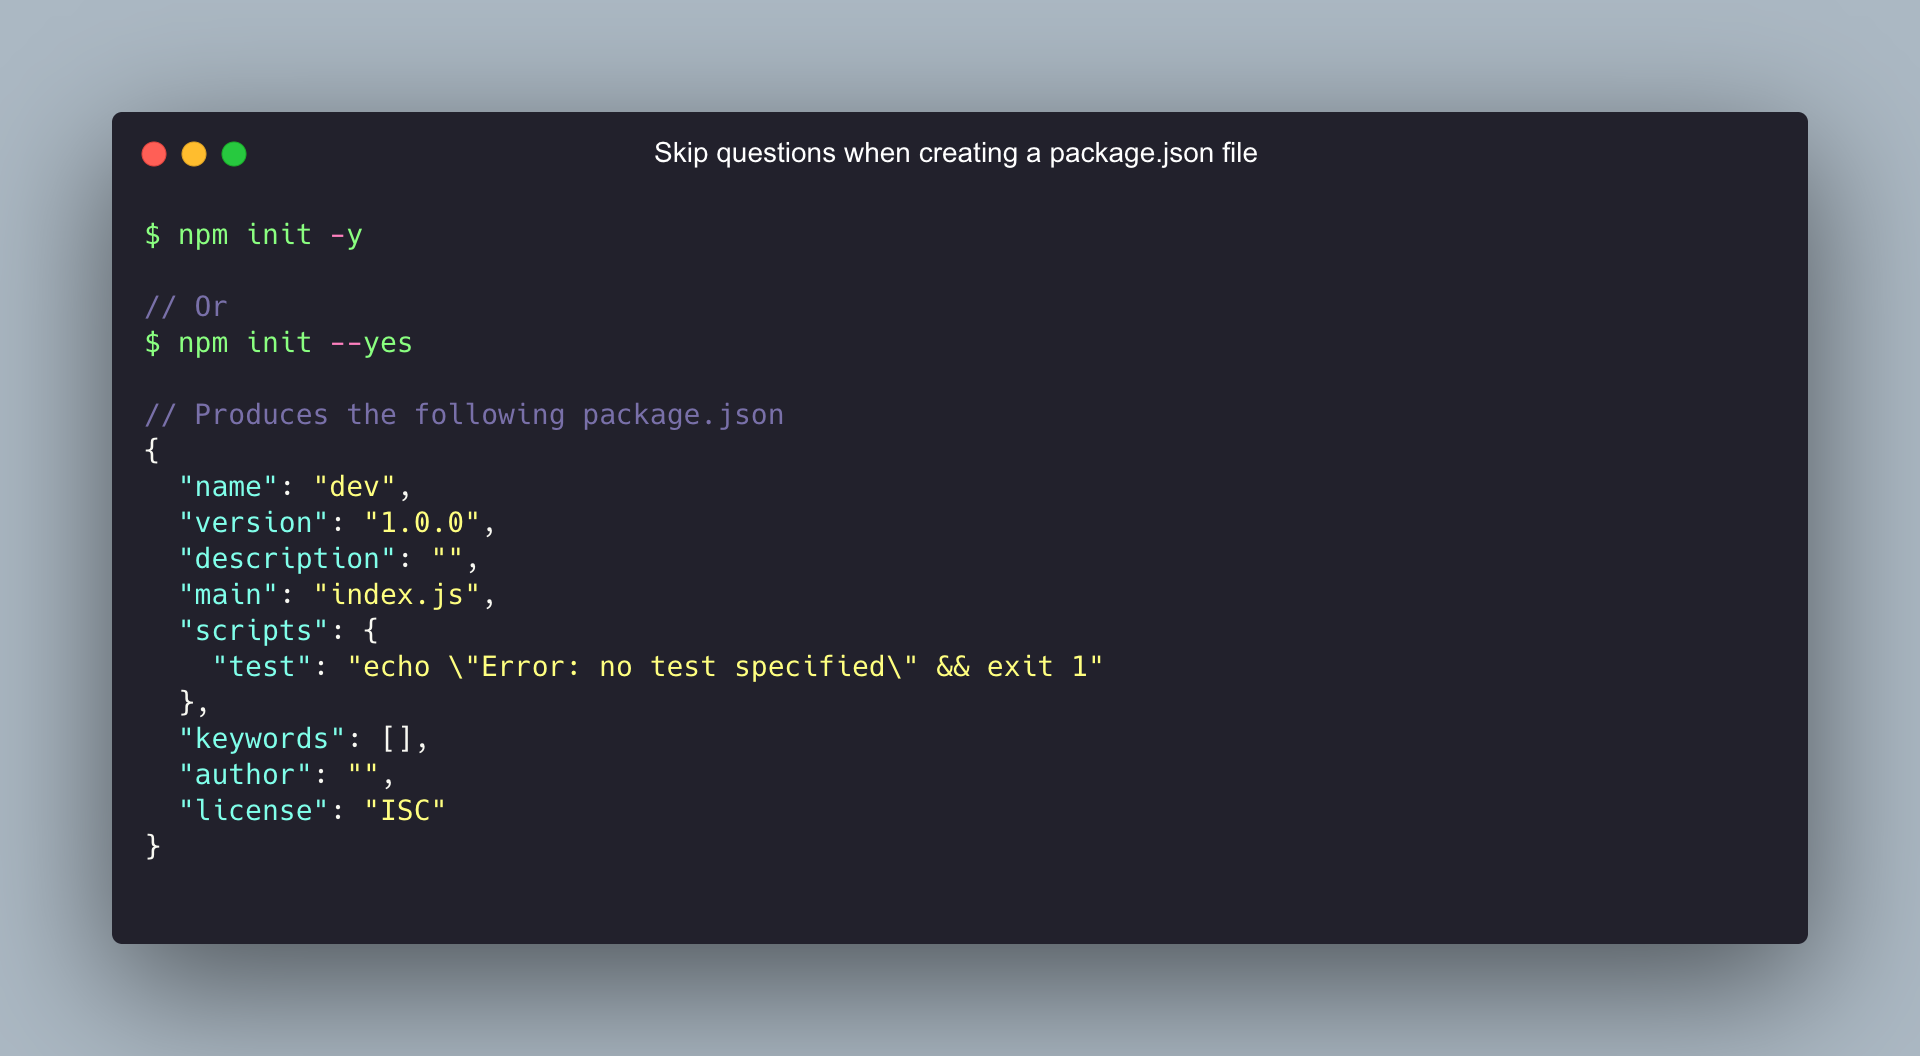 Skip questions when creating a package.json file
$ npm init -y
// Or
$ npm init --yes
// Produces the following package.json
{
  "name": "dev",
  "version": "1.0.0",
  "description": "",
  "main": "index.js",
  "scripts": {
    "test": "echo \"Error: no test specified\" && exit 1"
  },
  "keywords": [],
  "author": "",
  "license": "ISC"
}